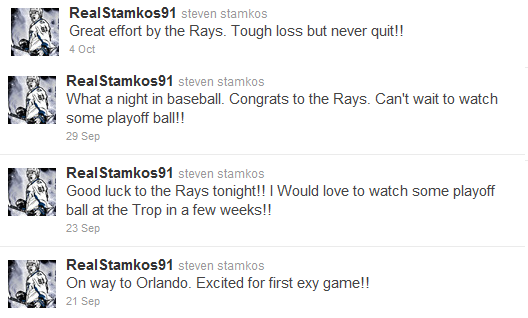 RealStamkos91 steven stamkos
Great effort by the Rays. Tough loss but never quit!!
4 Oct
RealStamkos91 steven stamkos
What a night in baseball. Congrats to the Rays. Can't wait to watch
some playoff ball!!
29 Sep
RealStamkos91 steven stamkos
Good luck to the Rays tonight!! I Would love to watch some playoff
ball at the Trop in a few weeks!!
23 Sep
RealStamkos91 steven stamkos
On way to Orlando. Excited for first exy game!!
21 Sep